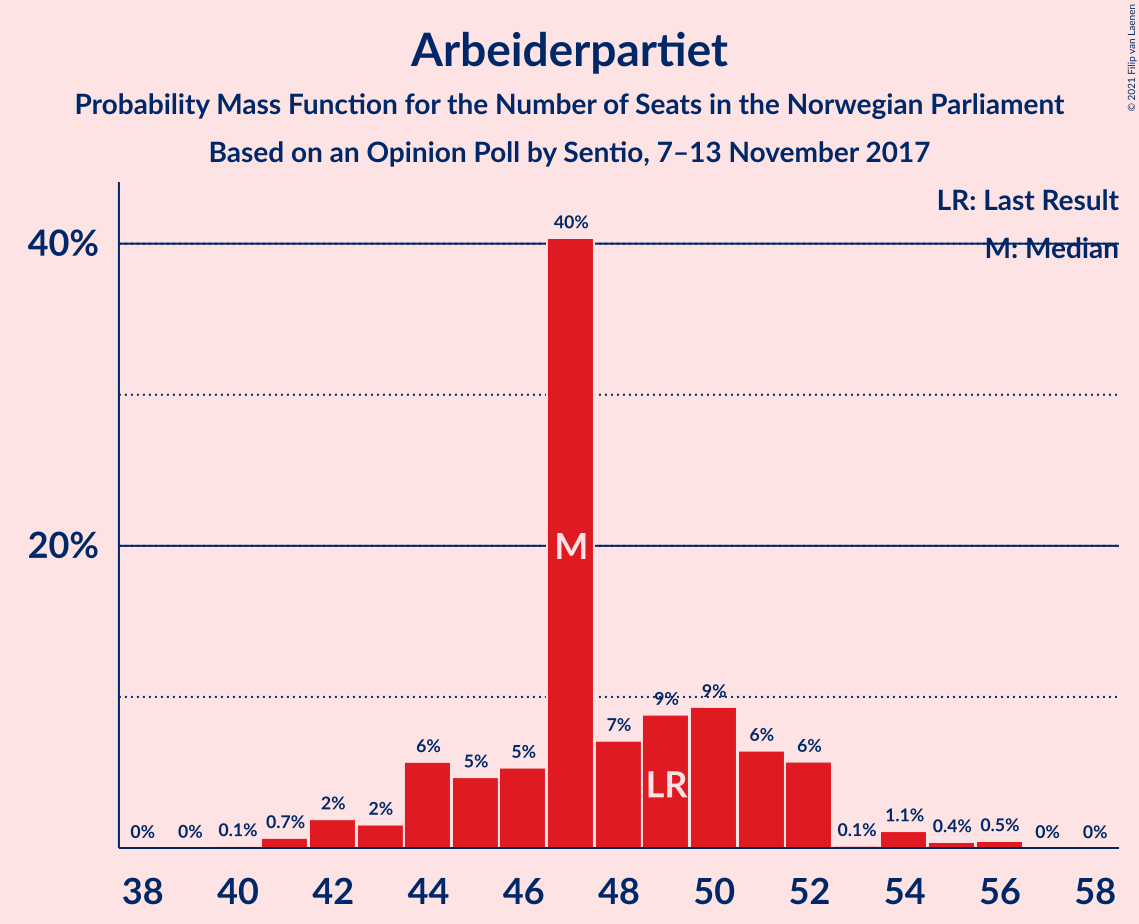 Arbeiderpartiet
Probability Mass Function for the Number of Seats in the Norwegian Parliament
Based on an Opinion Poll by Sentio, 7–13 November 2017
© 2021 Filip van Laenen
LR: Last Result
M: Median
40%
20%
0% 0% 0.1% 0.7% 2% 2% 6% 5% 5% 40% 7% 9% 9% 6% 6% 0.1% 1.1% 0.4% 0.5% 0% 0%
M
LR
38 40 42 44 46 48 50 52 54 56 58